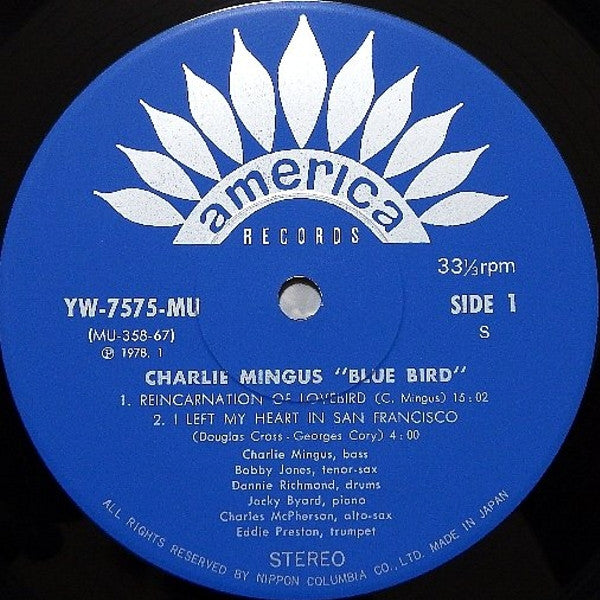 america
RECORDS
33⅓rpm
YW-7575-MU
SIDE 1
(MU-358-67)
S
Ⓟ 1978, 1
CHARLIE MINGUS "BLUE BIRD"
1. REINCARNATION OF LOVEBIRD (C. Mingus) 15:02
2. I LEFT MY HEART IN SAN FRANCISCO
(Douglas Cross - Georges Cory) 4:00
Charlie Mingus, bass
Bobby Jones, tenor-sax
Dannie Richmond, drums
Jacky Byard, piano
Charles McPherson, alto-sax
Eddie Preston, trumpet
STEREO
ALL RIGHTS RESERVED BY NIPPON COLUMBIA CO., LTD. MADE IN JAPAN